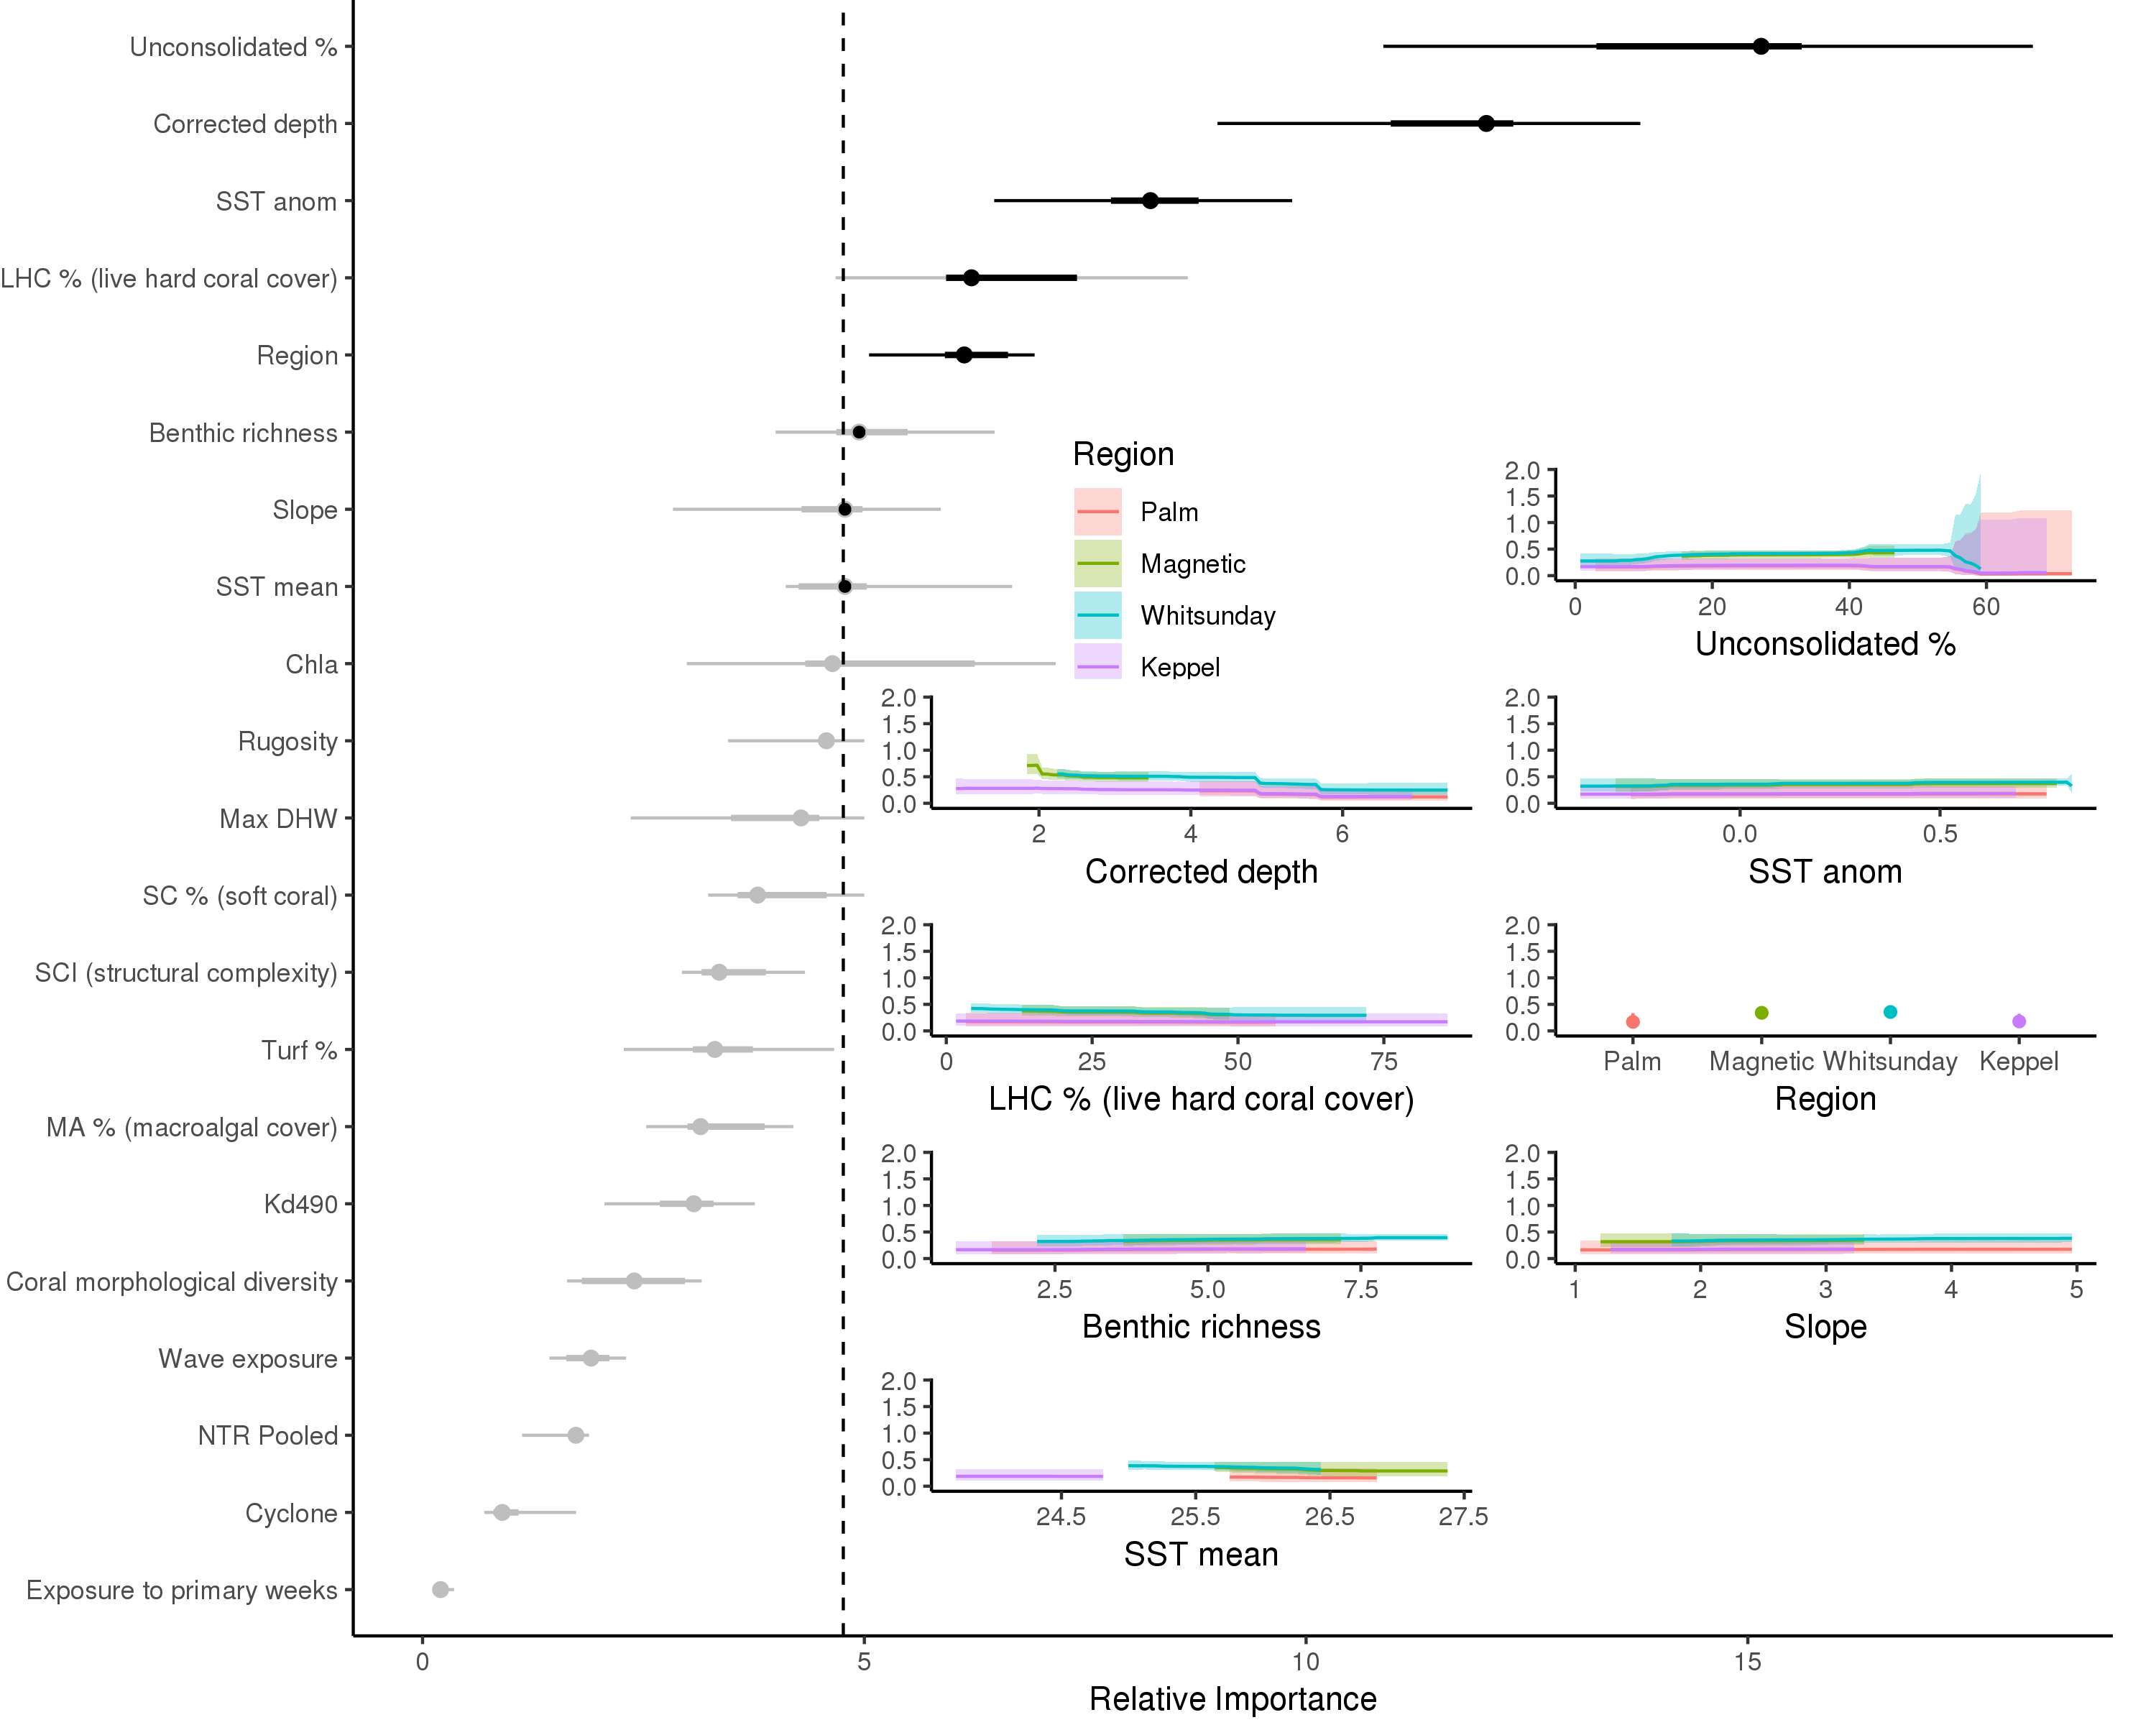 Unconsolidated %
Corrected depth
SST anom
LHC % (live hard coral cover)
Region
Benthic richness
Slope
SST mean
Chla
Rugosity
Max DHW
SC % (soft coral)
SCI (structural complexity)
Turf %
MA % (macroalgal cover)
Kd490
Coral morphological diversity
Wave exposure
NTR Pooled
Cyclone
Exposure to primary weeks
0 5 10 15
Relative Importance
Region
Palm
Magnetic
Whitsunday
Keppel
2.0
1.5
1.0
0.5
0.0
0 20 40 60
Unconsolidated %
2.0
1.5
1.0
0.5
0.0
2 4 6
Corrected depth
2.0
1.5
1.0
0.5
0.0
0.0 0.5
SST anom
2.0
1.5
1.0
0.5
0.0
0 25 50 75
LHC % (live hard coral cover)
2.0
1.5
1.0
0.5
0.0
Palm Magnetic Whitsunday Keppel
Region
2.0
1.5
1.0
0.5
0.0
2.5 5.0 7.5
Benthic richness
2.0
1.5
1.0
0.5
0.0
1 2 3 4 5
Slope
2.0
1.5
1.0
0.5
0.0
24.5 25.5 26.5 27.5
SST mean